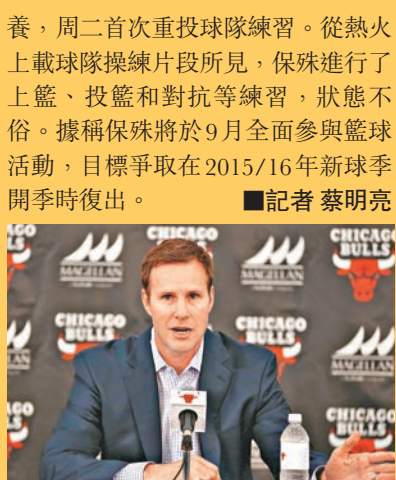 養，周二首次重投球隊練習。從熱火
上載球隊操練片段所見，保殊進行了
上籃、投籃和對抗等練習，狀態不
俗。據稱保殊將於9月全面參與籃球
活動，目標爭取在2015/16年新球季
開季時復出。 ■記者 蔡明亮
CHICAGO
CHICAGO
BULLS
MAGELLAN
MAGELLAN
CHICAGO
BULLS
CHICAGO
BULLS
MAGELLAN
CHICAGO
BULLS